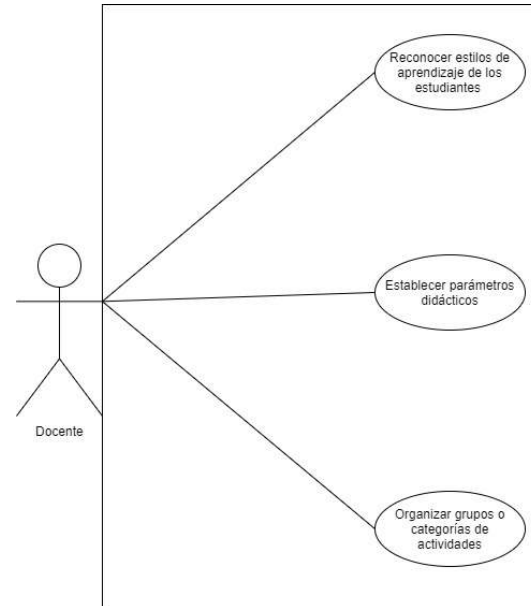 Reconocer estilos de
aprendizaje de los
estudiantes
Establecer parámetros
didácticos
Docente
Organizar grupos o
categorías de
actividades